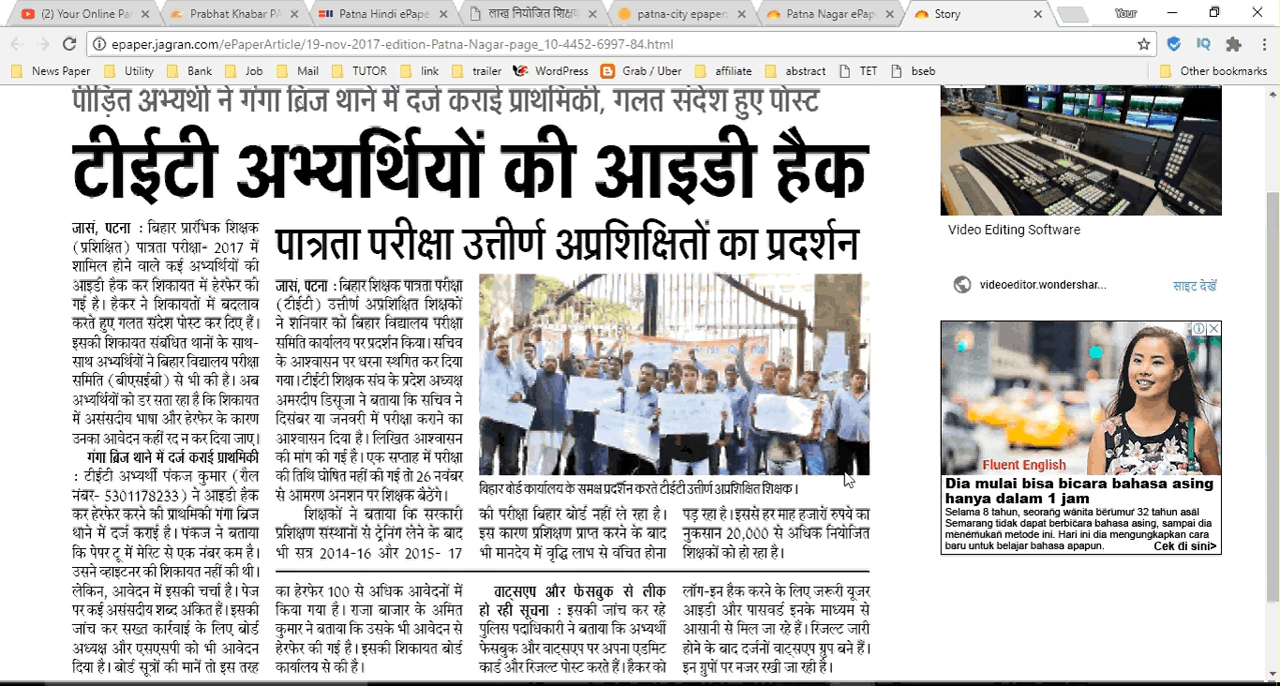 (2) Your Online Par
Prabhat Khabar PA
Patna Hindi ePape
लाख नियोजित शिक्षक
patna-city epaper
Patna Nagar ePap
Story
Your
epaper.jagran.com/ePaperArticle/19-nov-2017-edition-Patna-Nagar-page_10-4452-6997-84.html
News Paper
Utility
Bank
Job
Mail
TUTOR
link
trailer
WordPress
Grab / Uber
affiliate
abstract
TET
bseb
Other bookmarks
पीड़ित अभ्यर्थी ने गंगा ब्रिज थाने में दर्ज कराई प्राथमिकी, गलत संदेश हुए पोस्ट
टीईटी अभ्यर्थियों की आइडी हैक
जासं, पटना : बिहार प्रारंभिक शिक्षक
(प्रशिक्षित) पात्रता परीक्षा- 2017 में
शामिल होने वाले कई अभ्यर्थियों की
आइडी हैक कर शिकायत में हेरफेर की
गई है। हैकर ने शिकायतों में बदलाव
करते हुए गलत संदेश पोस्ट कर दिए हैं।
इसकी शिकायत संबंधित थानों के साथ-
साथ अभ्यर्थियों ने बिहार विद्यालय परीक्षा
समिति (बीएसईबी) से भी की है। अब
अभ्यर्थियों को डर सता रहा है कि शिकायत
में असंसदीय भाषा और हेरफेर के कारण
उनका आवेदन कहीं रद न कर दिया जाए।
गंगा ब्रिज थाने में दर्ज कराई प्राथमिकी
: टीईटी अभ्यर्थी पंकज कुमार (रौल
नंबर- 5301178233) ने आइडी हैक
कर हेरफेर करने की प्राथमिकी गंगा ब्रिज
थाने में दर्ज कराई है। पंकज ने बताया
कि पेपर टू में मेरिट से एक नंबर कम है।
उसने व्हाइटनर की शिकायत नहीं की थी।
लेकिन, आवेदन में इसकी चर्चा है। पेज
पर कई असंसदीय शब्द अंकित हैं। इसकी
जांच कर सख्त कार्रवाई के लिए बोर्ड
अध्यक्ष और एसएसपी को भी आवेदन
दिया है। बोर्ड सूत्रों की मानें तो इस तरह
पात्रता परीक्षा उत्तीर्ण अप्रशिक्षितों का प्रदर्शन
जासं, पटना : बिहार शिक्षक पात्रता परीक्षा
(टीईटी) उत्तीर्ण अप्रशिक्षित शिक्षकों
ने शनिवार को बिहार विद्यालय परीक्षा
समिति कार्यालय पर प्रदर्शन किया। सचिव
के आश्वासन पर धरना स्थगित कर दिया
गया। टीईटी शिक्षक संघ के प्रदेश अध्यक्ष
अमरदीप डिसूजा ने बताया कि सचिव ने
दिसंबर या जनवरी में परीक्षा कराने का
आश्वासन दिया है। लिखित आश्वासन
की मांग की गई है। एक सप्ताह में परीक्षा
की तिथि घोषित नहीं की गई तो 26 नवंबर
से आमरण अनशन पर शिक्षक बैठेंगे।
शिक्षकों ने बताया कि सरकारी
प्रशिक्षण संस्थानों से ट्रेनिंग लेने के बाद
भी सत्र 2014-16 और 2015- 17
बिहार बोर्ड कार्यालय के समक्ष प्रदर्शन करते टीईटी उत्तीर्ण अप्रशिक्षित शिक्षक।
की परीक्षा बिहार बोर्ड नहीं ले रहा है।
इस कारण प्रशिक्षण प्राप्त करने के बाद
भी मानदेय में वृद्धि लाभ से वंचित होना
पड़ रहा है। इससे हर माह हजारों रुपये का
नुकसान 20,000 से अधिक नियोजित
शिक्षकों को हो रहा है।
का हेरफेर 100 से अधिक आवेदनों में
किया गया है। राजा बाजार के अमित
कुमार ने बताया कि उसके भी आवेदन से
हेरफेर की गई है। इसकी शिकायत बोर्ड
कार्यालय से की है।
वाट्सएप और फेसबुक से लीक
हो रही सूचना : इसकी जांच कर रहे
पुलिस पदाधिकारी ने बताया कि अभ्यर्थी
फेसबुक और वाट्सएप पर अपना एडमिट
कार्ड और रिजल्ट पोस्ट करते हैं। हैकर को
लॉग-इन हैक करने के लिए जरूरी यूजर
आइडी और पासवर्ड इनके माध्यम से
आसानी से मिल जा रहे हैं। रिजल्ट जारी
होने के बाद दर्जनों वाट्सएप ग्रुप बने हैं।
इन ग्रुपों पर नजर रखी जा रही है।
Video Editing Software
videoeditor.wondershar...
साइट देखें
Fluent English
Dia mulai bisa bicara bahasa asing
hanya dalam 1 jam
Selama 8 tahun, seorang wanita berumur 32 tahun asal
Semarang tidak dapat berbicara bahasa asing, sampai dia
menemukan metode ini. Hari ini dia mengungkapkan cara
baru untuk belajar bahasa apapun.
Cek di sini>